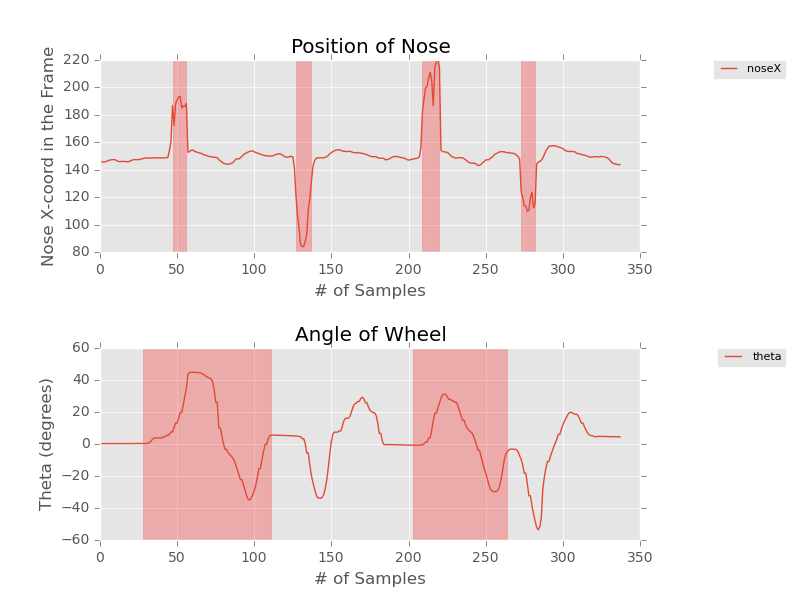 Position of Nose
Nose X-coord in the Frame
220
200
180
160
140
120
100
80
0 50 100 150 200 250 300 350
# of Samples
noseX
Angle of Wheel
Theta (degrees)
60
40
20
0
−20
−40
−60
0 50 100 150 200 250 300 350
# of Samples
theta